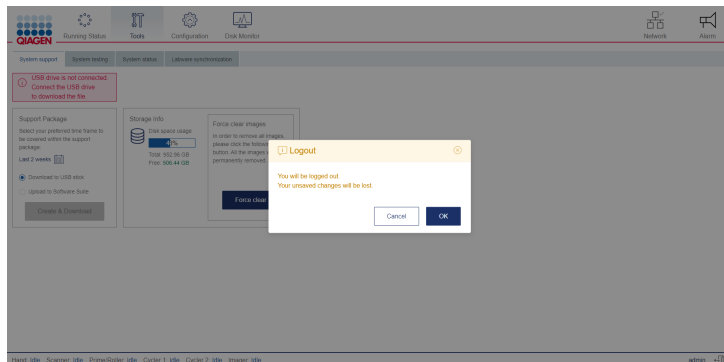 QIAGEN
Running Status
Tools
Configuration
Disk Monitor
Network
Alarm
System support
System testing
System status
Labware synchronization
USB drive is not connected.
Connect the USB drive
to download the file.
Support Package
Select your preferred time frame to
be covered within the support
package.
Last 2 weeks
Download to USB stick
Upload to Software Suite
Create & Download
Storage Info
Disk space usage
Total: 952.96 GB
Free: 506.44 GB
Force clear images
In order to remove all images,
please click the
button. All the images
permanently removed.
Force clear
Logout
You will be logged out.
Your unsaved changes will be lost.
Cancel
OK
Hand: Idle Scanner: Idle Prime/Roller: Idle Cycler 1: Idle Cycler 2: Idle Imager: Idle
admin